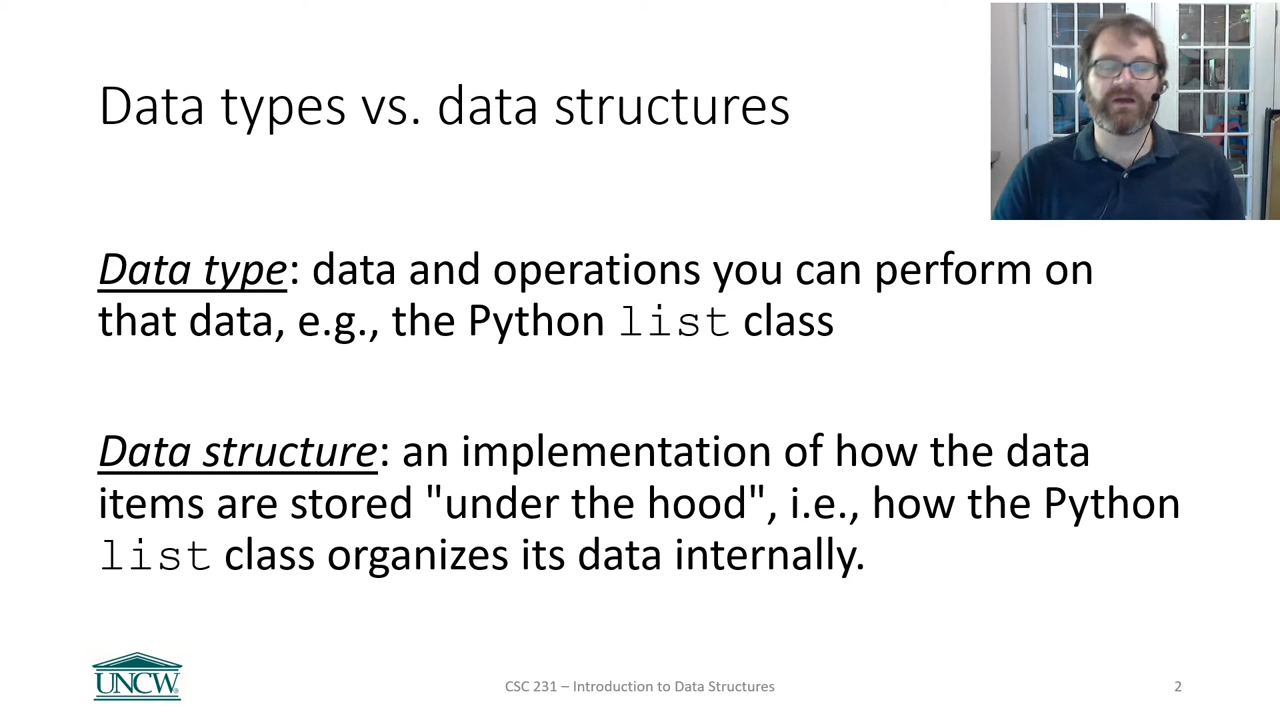 Data types vs. data structures
Data type: data and operations you can perform on
that data, e.g., the Python list class
Data structure: an implementation of how the data
items are stored "under the hood", i.e., how the Python
list class organizes its data internally.
UNCW
CSC 231 – Introduction to Data Structures
2